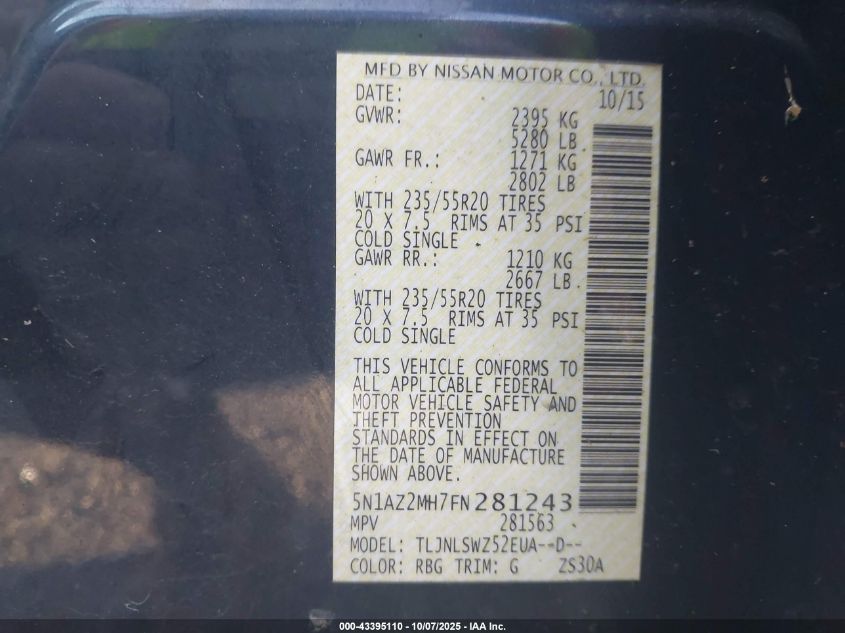 MFD BY NISSAN MOTOR CO., LTD.
DATE: 10/15
GVWR: 2395 KG
5280 LB
GAWR FR.: 1271 KG
2802 LB
WITH 235/55R20 TIRES
20 X 7.5 RIMS AT 35 PSI
COLD SINGLE
GAWR RR.: 1210 KG
2667 LB
WITH 235/55R20 TIRES
20 X 7.5 RIMS AT 35 PSI
COLD SINGLE
THIS VEHICLE CONFORMS TO
ALL APPLICABLE FEDERAL
MOTOR VEHICLE SAFETY AND
THEFT PREVENTION
STANDARDS IN EFFECT ON
THE DATE OF MANUFACTURE
SHOWN ABOVE.
5N1AZ2MH7FN281243
MPV 281563
MODEL: TLJNLSWZ52EUA--D--
COLOR: RBG TRIM: G ZS30A
000-43395110 - 10/07/2025 - IAA Inc.